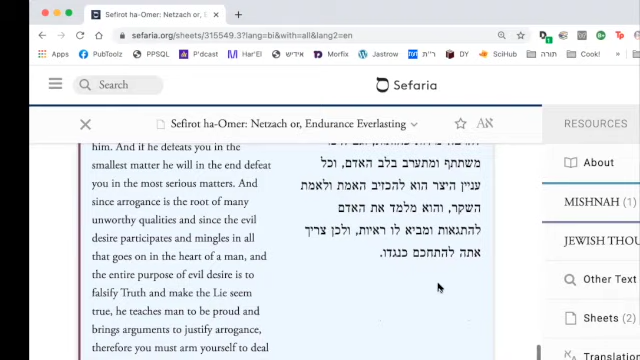 Sefirot ha-Omer: Netzach or, E
sefaria.org/sheets/315549.3?lang=bi&with=all&lang2=en
Apps
PubToolz
PPSQL
P'dcast
Har'El
אידיש
Morfix
Jastrow
DY
ר"ת
SciHub
תורה
Cook!
Search
Sefaria
Sefirot ha-Omer: Netzach or, Endurance Everlasting
RESOURCES
him. And if he defeats you in the
smallest matter he will in the end defeat
you in the most serious matters. And
since arrogance is the root of many
unworthy qualities and since the evil
desire participates and mingles in all
that goes on in the heart of a man, and
the entire purpose of evil desire is to
falsify Truth and make the Lie seem
true, he teaches man to be proud and
brings arguments to justify arrogance,
therefore you must arm yourself to deal
משתתף ומתערב בלב האדם, וכל
עניין היצר הוא להכזיב האמת ולאמת
השקר, והוא מלמד את האדם
להתגאות ומביא לו ראיות, ולכן צריך
אתה להתחכם כנגדו.
About
MISHNAH (1)
JEWISH THOU
Other Text
Sheets (2)
Translation